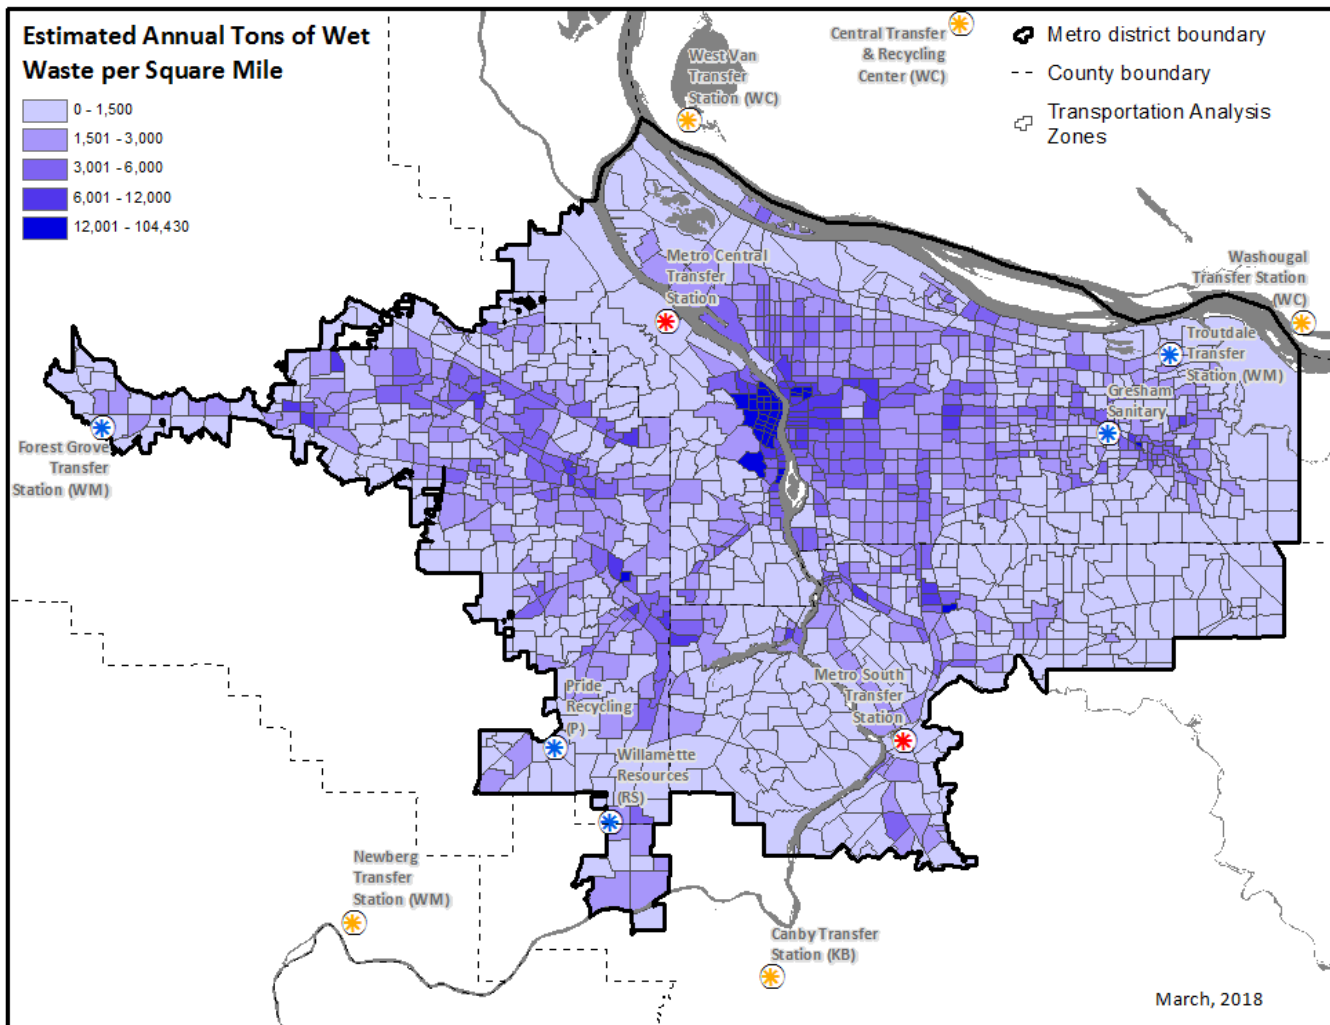 Estimated Annual Tons of Wet
Waste per Square Mile
0 - 1,500
1,501 - 3,000
3,001 - 6,000
6,001 - 12,000
12,001 - 104,430
Metro district boundary
County boundary
Transportation Analysis
Zones
Central Transfer
& Recycling
Center (WC)
West Van
Transfer
Station (WC)
Washougal
Transfer Station
(WC)
Metro Central
Transfer
Station
Troutdale
Transfer
Station (WM)
Gresham
Sanitary
Forest Grove
Transfer
Station (WM)
Metro South
Transfer
Station
Pride
Recycling
(P)
Willamette
Resources
(RS)
Newberg
Transfer
Station (WM)
Canby Transfer
Station (KB)
March, 2018